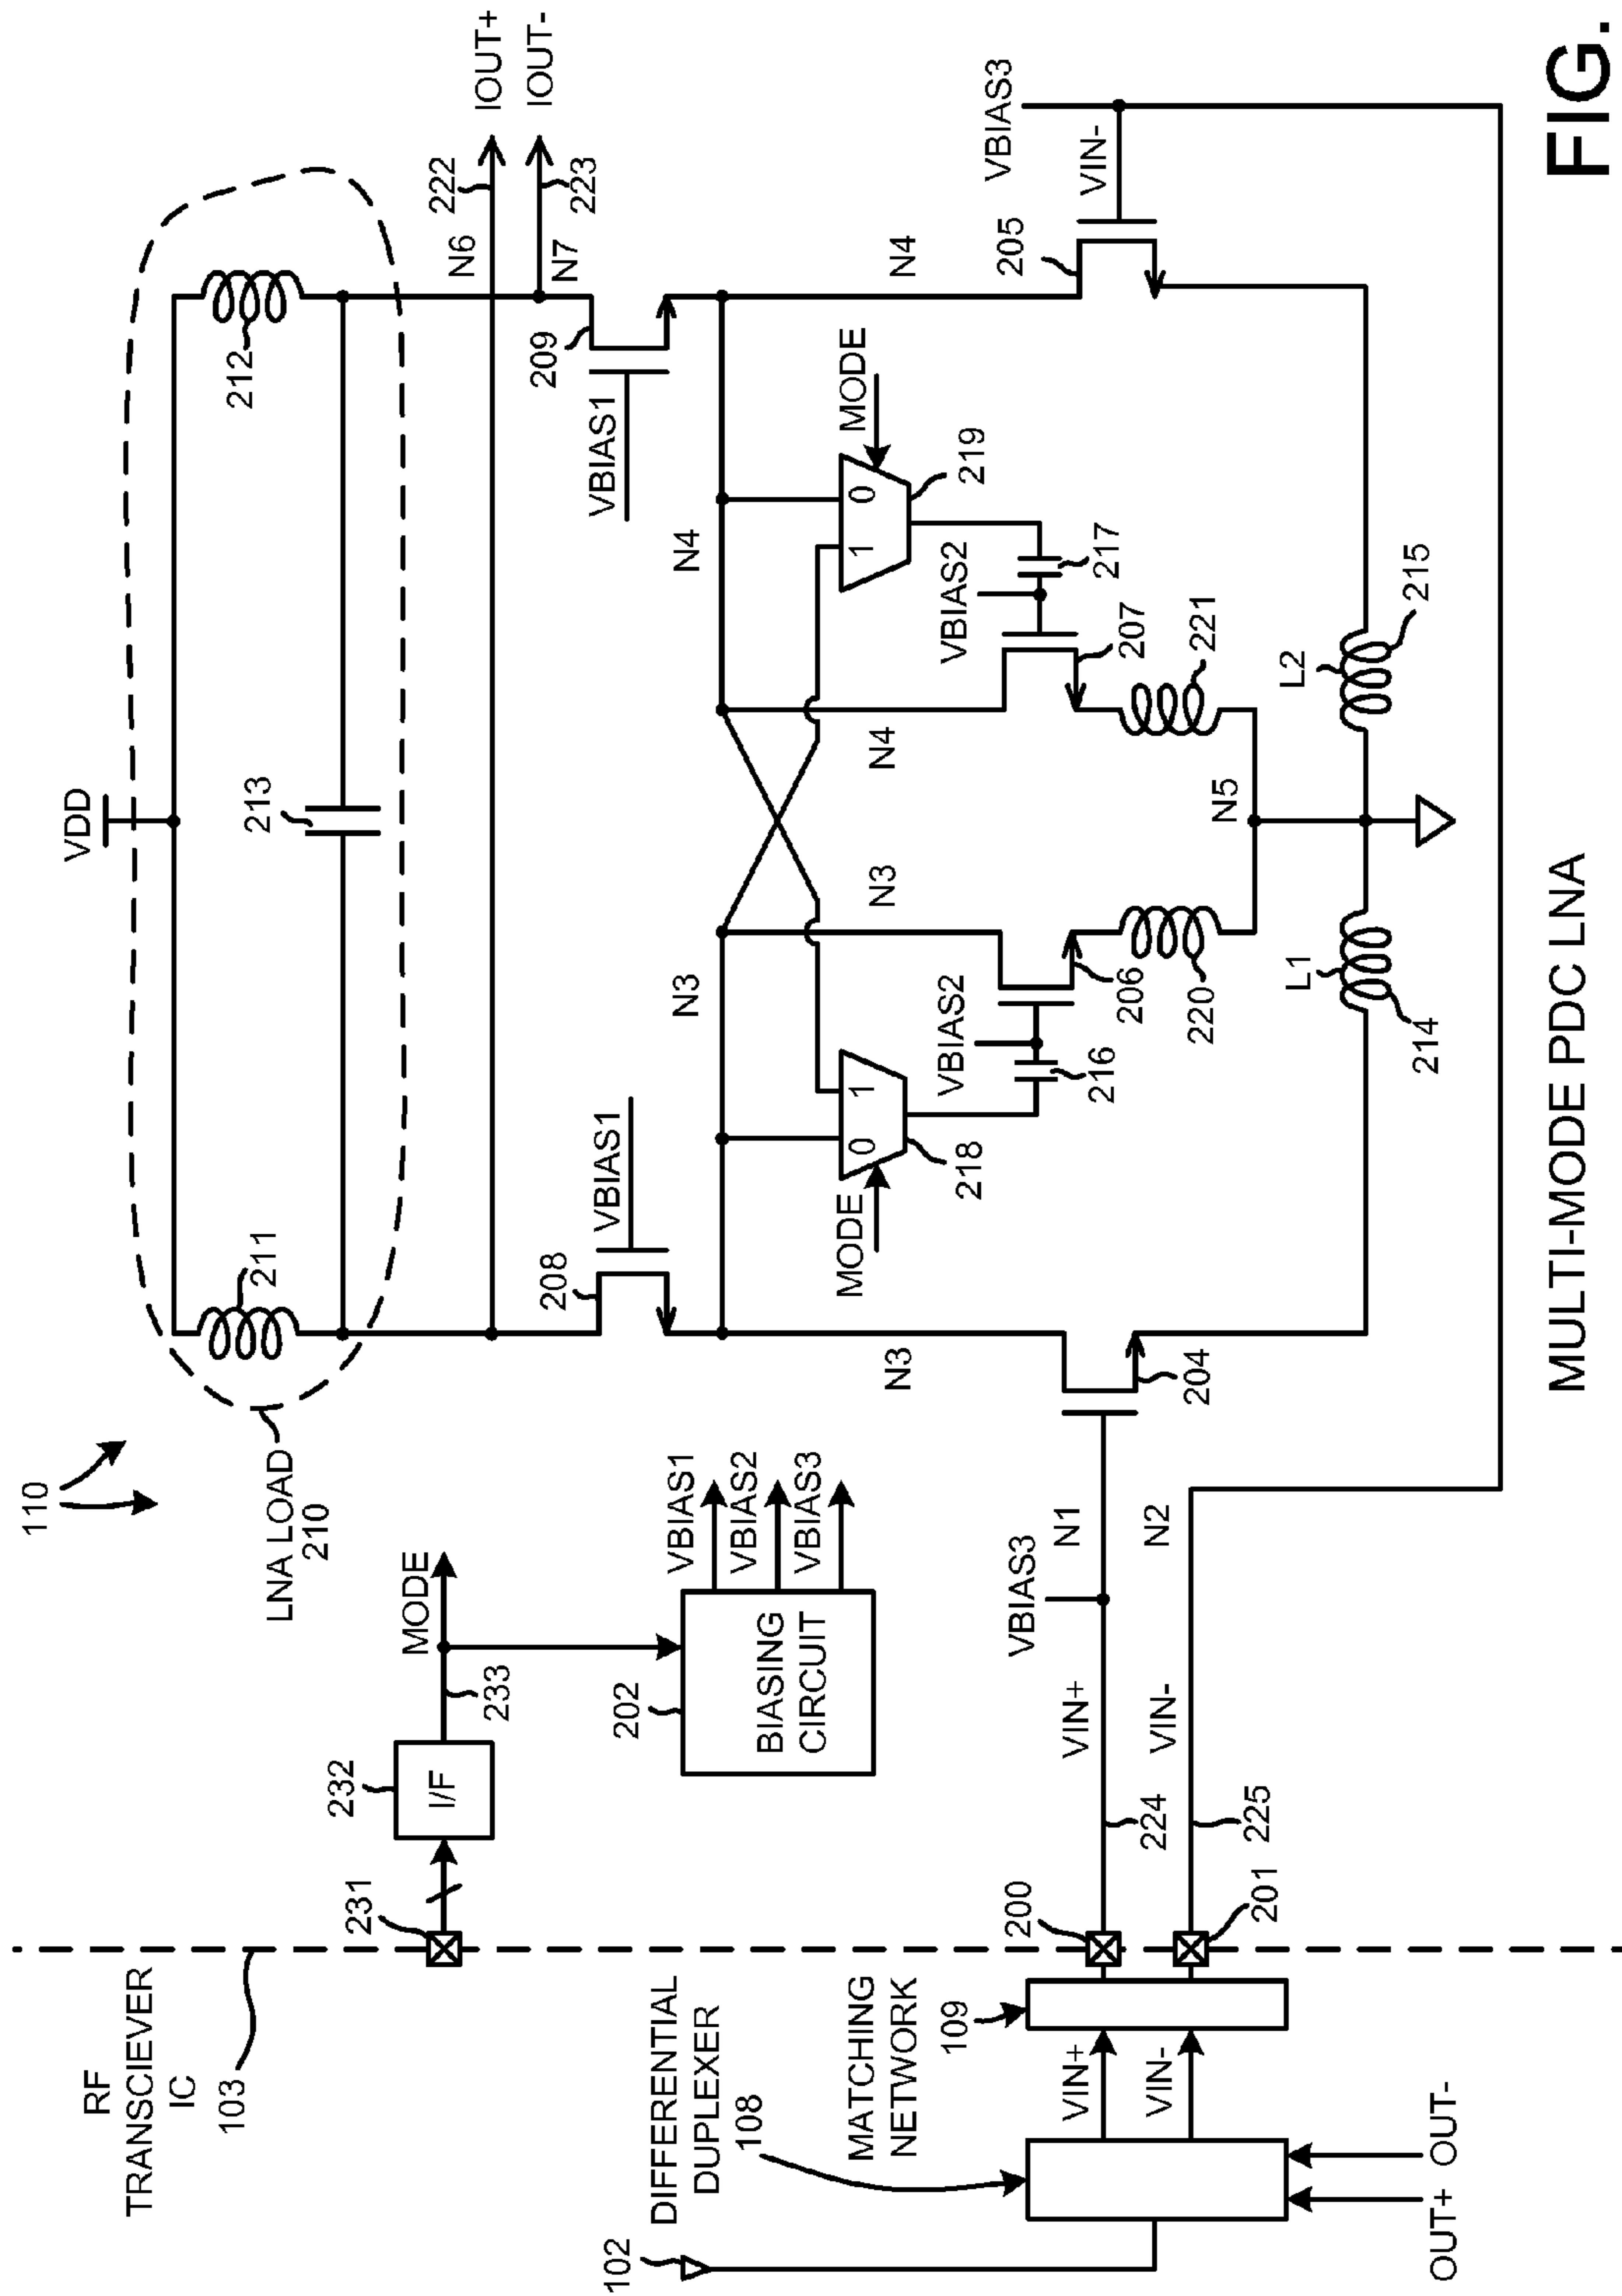 110
LNA LOAD
210
211
VDD
213
212
222
IOUT+
IOUT-
N6
223
N7
208
VBIAS1
VBIAS1
209
N3
N4
N3
N4
N3
N4
MODE
0
1
218
1
0
MODE
219
VBIAS2
216
206
220
VBIAS2
217
207
221
N5
204
205
VIN-
VBIAS3
L1
214
L2
215
RF
TRANSCIEVER
IC
103
231
232
I/F
233
MODE
202
BIASING
CIRCUIT
VBIAS1
VBIAS2
VBIAS3
DIFFERENTIAL
DUPLEXER
108
102
MATCHING
NETWORK
109
VIN+
VIN-
200
201
224
225
VIN+
VIN-
VBIAS3
N1
N2
OUT+
OUT-
MULTI-MODE PDC LNA
FIG.